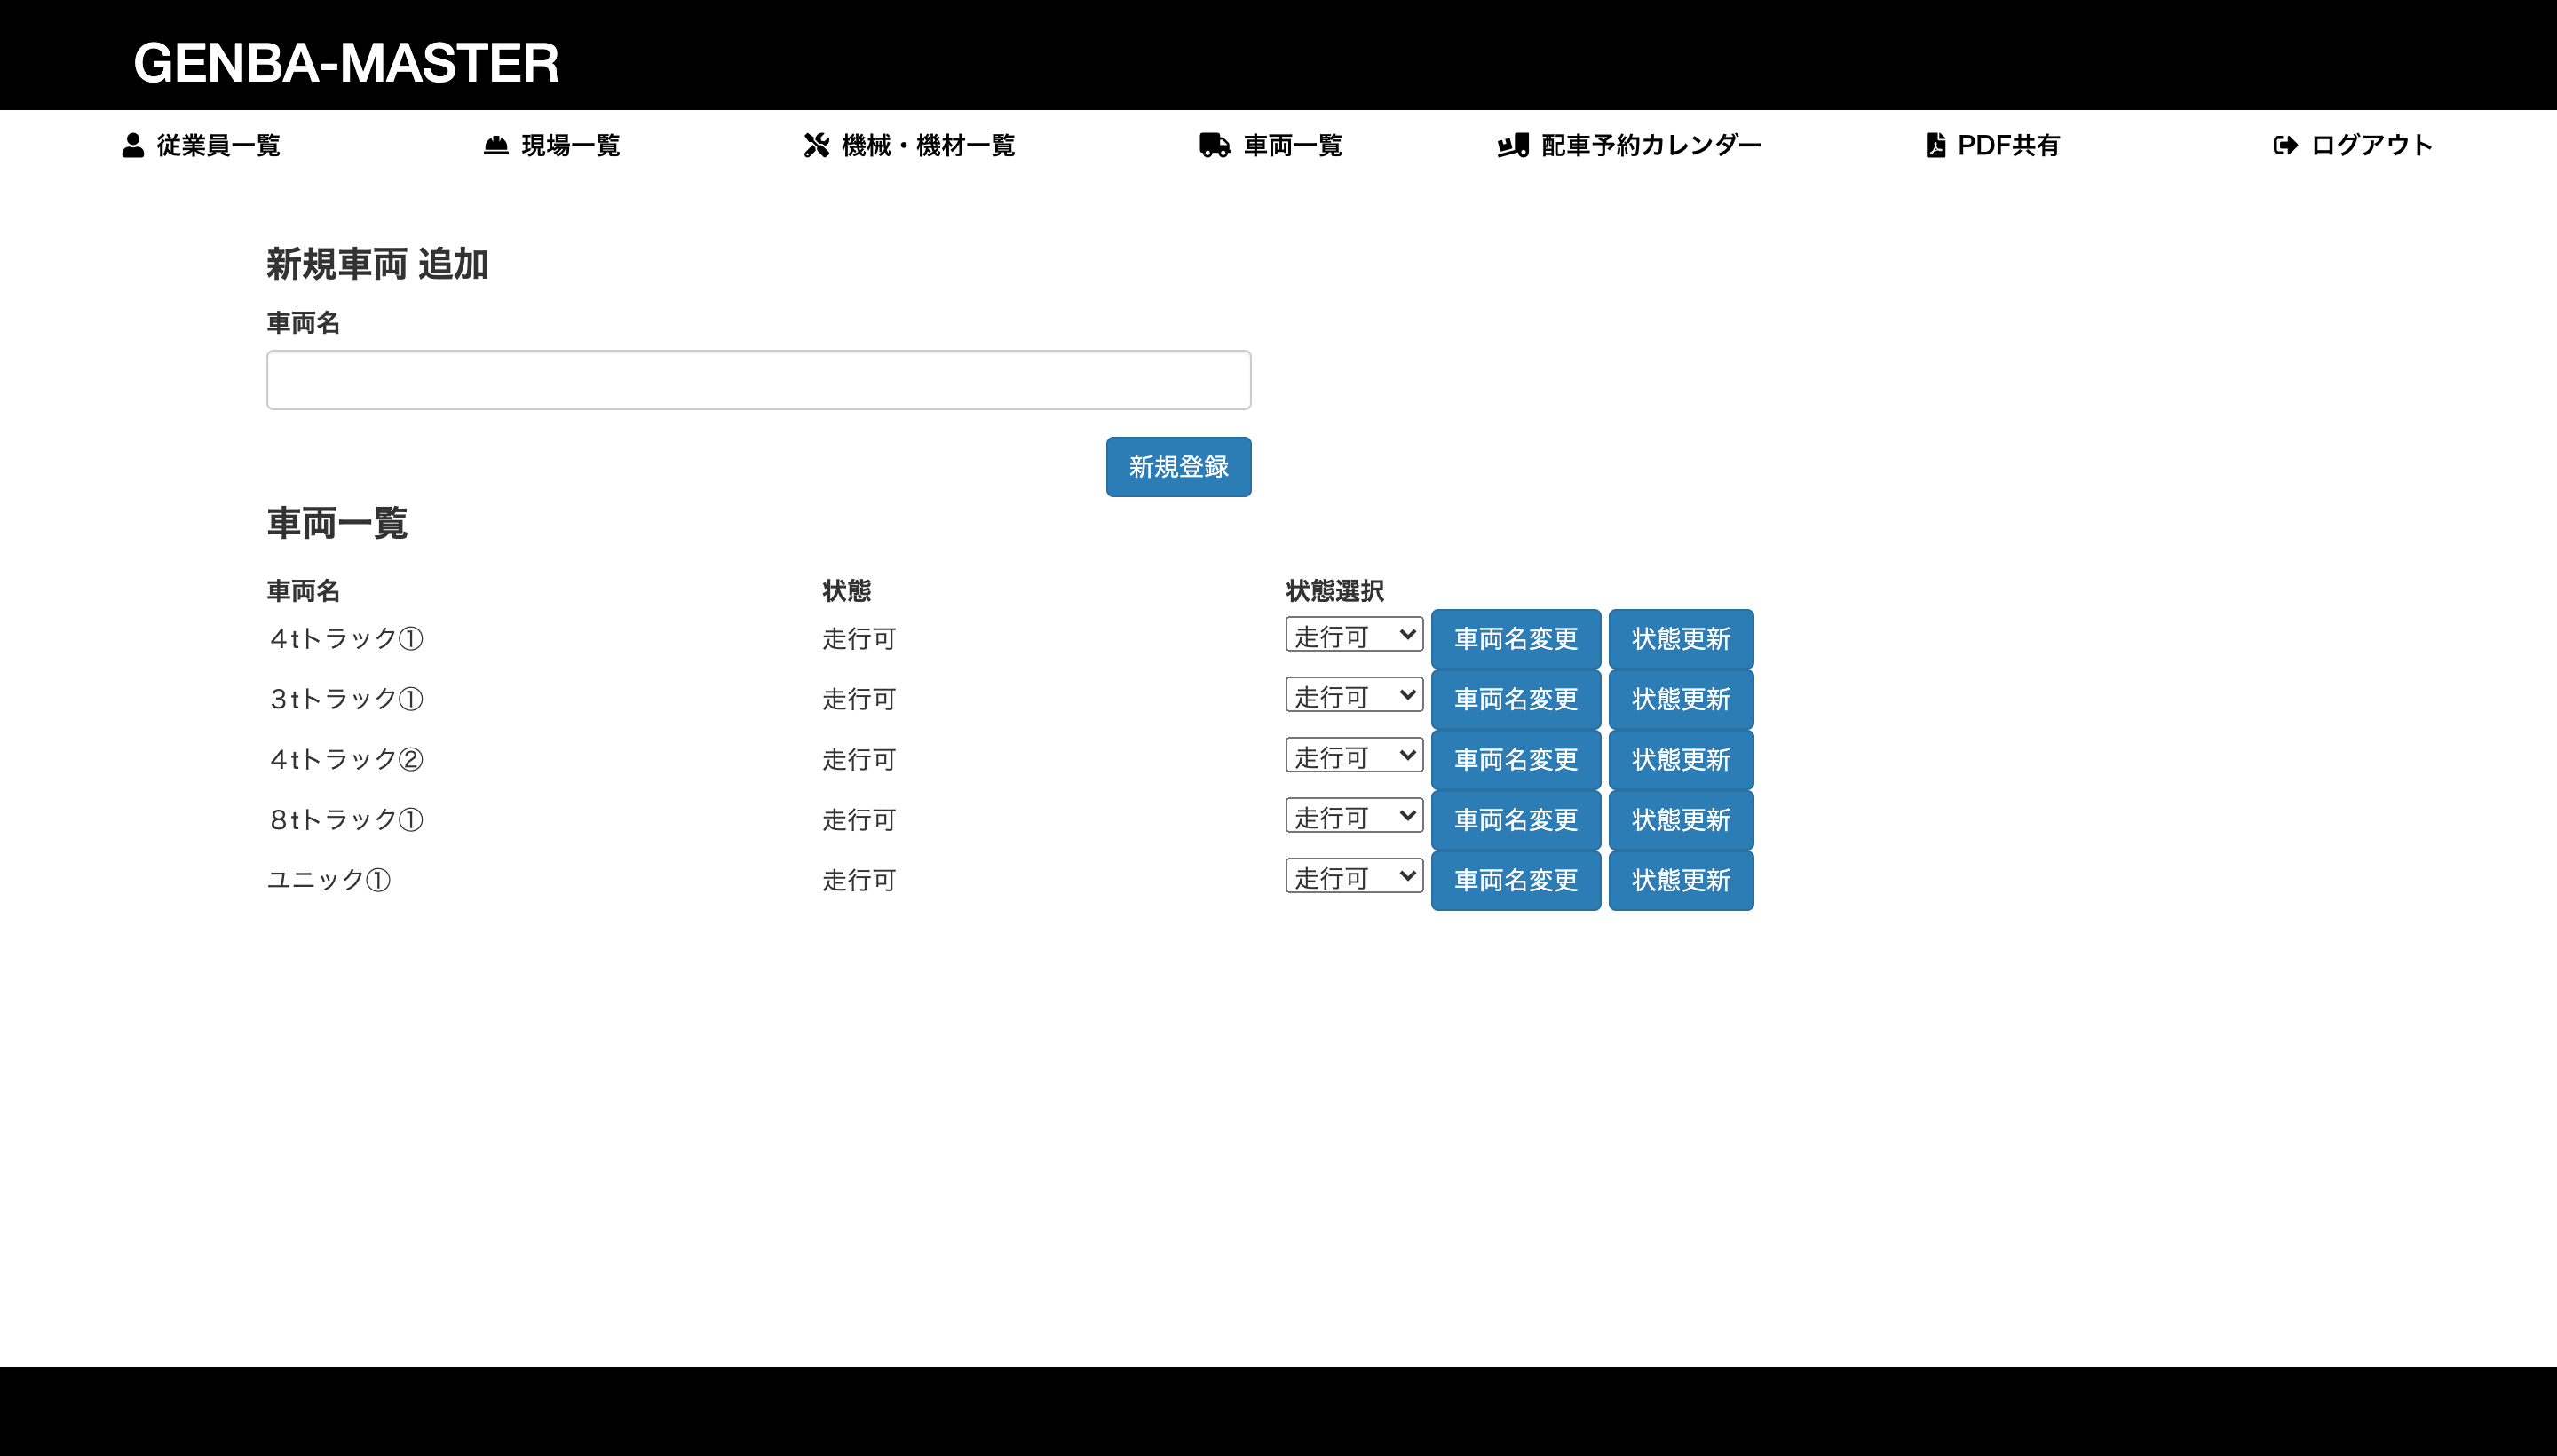 GENBA-MASTER
従業員一覧 現場一覧 機械・機材一覧 車両一覧 配車予約カレンダー PDF共有 ログアウト
新規車両 追加
車両名
新規登録
車両一覧
車両名 状態 状態選択
４tトラック① 走行可 走行可 車両名変更 状態更新
３tトラック① 走行可 走行可 車両名変更 状態更新
４tトラック② 走行可 走行可 車両名変更 状態更新
８tトラック① 走行可 走行可 車両名変更 状態更新
ユニック① 走行可 走行可 車両名変更 状態更新